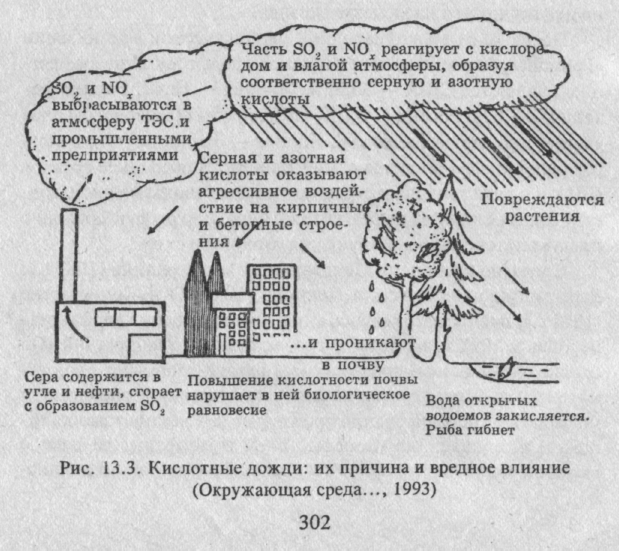 SO₂ и NOₓ
выбрасываются в
атмосферу ТЭС и
промышленными
предприятиями
Часть SO₂ и NOₓ реагирует с кислоро-
дом и влагой атмосферы, образуя
соответственно серную и азотную
кислоты
Серная и азотная
кислоты оказывают
агрессивное воздей-
ствие на кирпичные
и бетонные строе-
ния
Повреждаются
растения
...и проникают
в почву
Сера содержится в
угле и нефти, сгорает
с образованием SO₂
Повышение кислотности почвы
нарушает в ней биологическое
равновесие
Вода открытых
водоемов закисляется.
Рыба гибнет
Рис. 13.3. Кислотные дожди: их причина и вредное влияние
(Окружающая среда..., 1993)
302